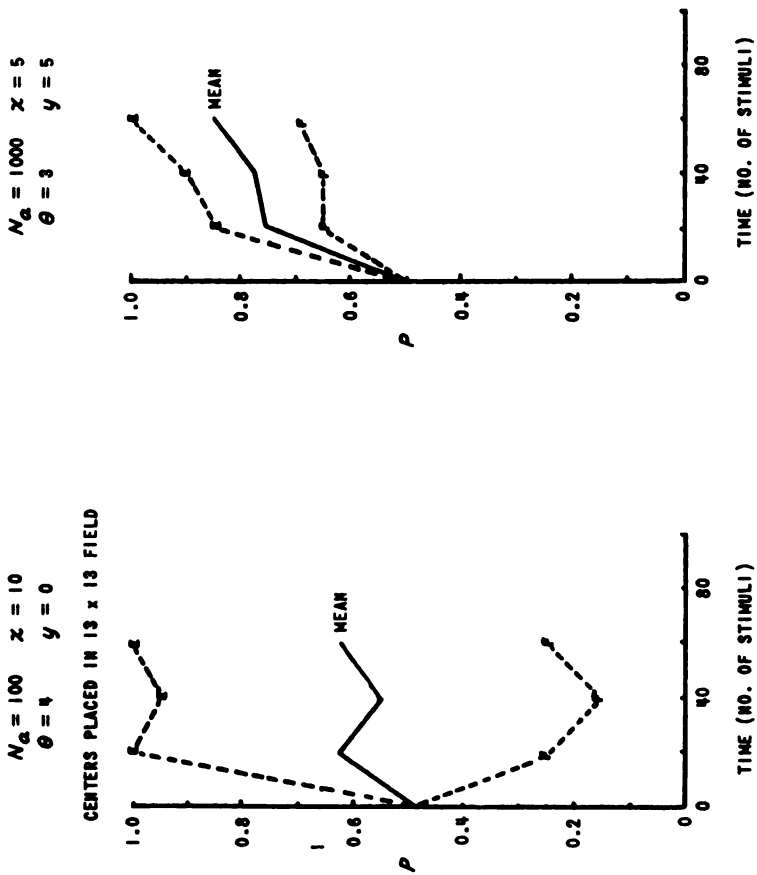 Nₐ = 100 x = 10
θ = 4 y = 0
CENTERS PLACED IN 13 x 13 FIELD
1.0
0.8
0.6
0.4
0.2
0
P
MEAN
0 40 80
TIME (NO. OF STIMULI)
Nₐ = 1000 x = 5
θ = 3 y = 5
1.0
0.8
0.6
0.4
0.2
0
P
MEAN
0 40 80
TIME (NO. OF STIMULI)